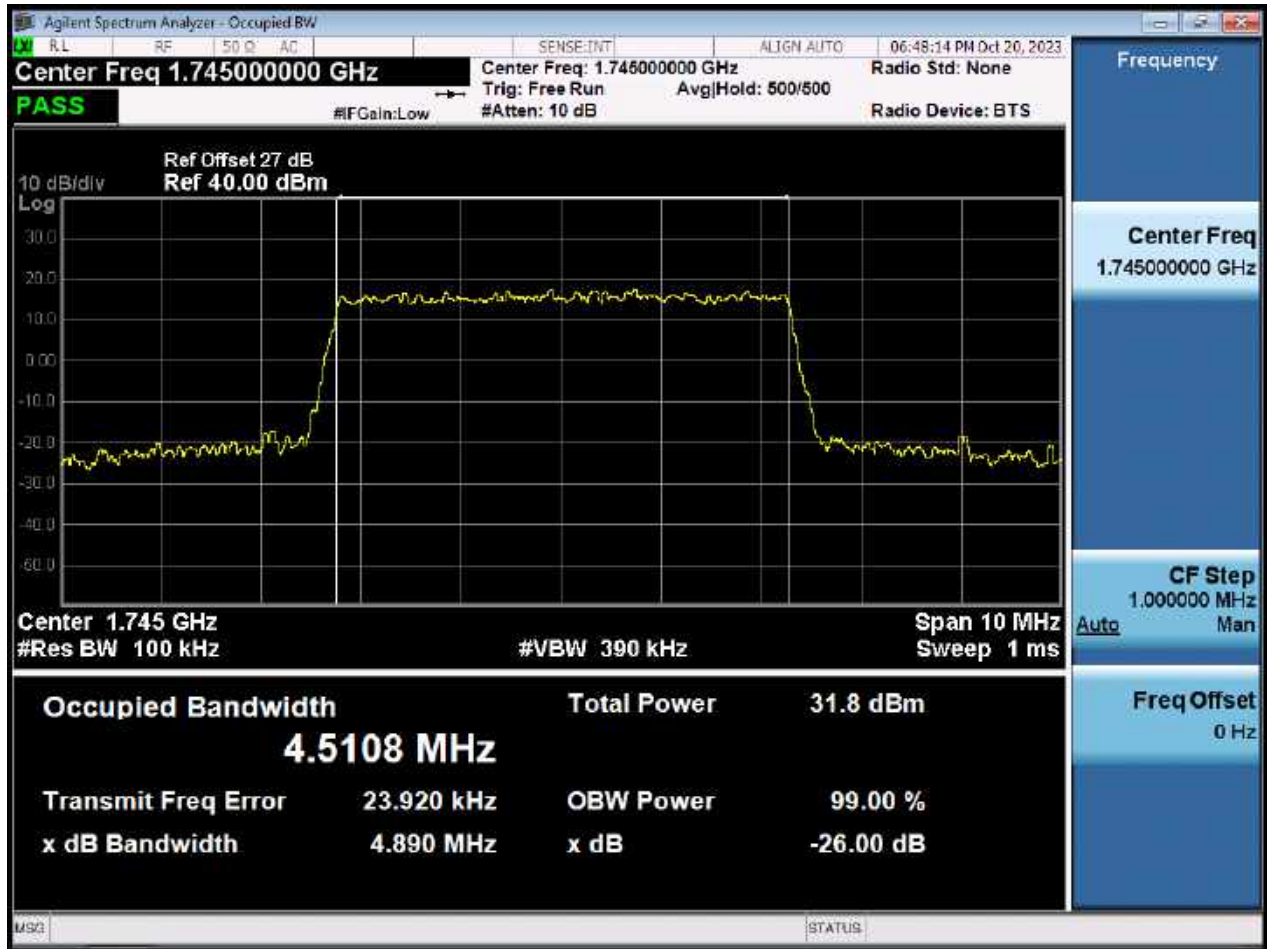 Agilent Spectrum Analyzer - Occupied BW
LXI RL RF 50 Ω AC SENSE:INT ALIGN AUTO 06:48:14 PM Oct 20, 2023
Center Freq 1.745000000 GHz
Center Freq: 1.745000000 GHz Radio Std: None
Trig: Free Run Avg|Hold: 500/500
PASS #IFGain:Low #Atten: 10 dB Radio Device: BTS
Ref Offset 27 dB
10 dB/div Ref 40.00 dBm
Log
30.0
20.0
10.0
0.00
-10.0
-20.0
-30.0
-40.0
-50.0
Center 1.745 GHz Span 10 MHz
#Res BW 100 kHz #VBW 390 kHz Sweep 1 ms
Occupied Bandwidth Total Power 31.8 dBm
4.5108 MHz
Transmit Freq Error 23.920 kHz OBW Power 99.00 %
x dB Bandwidth 4.890 MHz x dB -26.00 dB
MSG STATUS
Frequency
Center Freq
1.745000000 GHz
CF Step
1.000000 MHz
Auto Man
Freq Offset
0 Hz